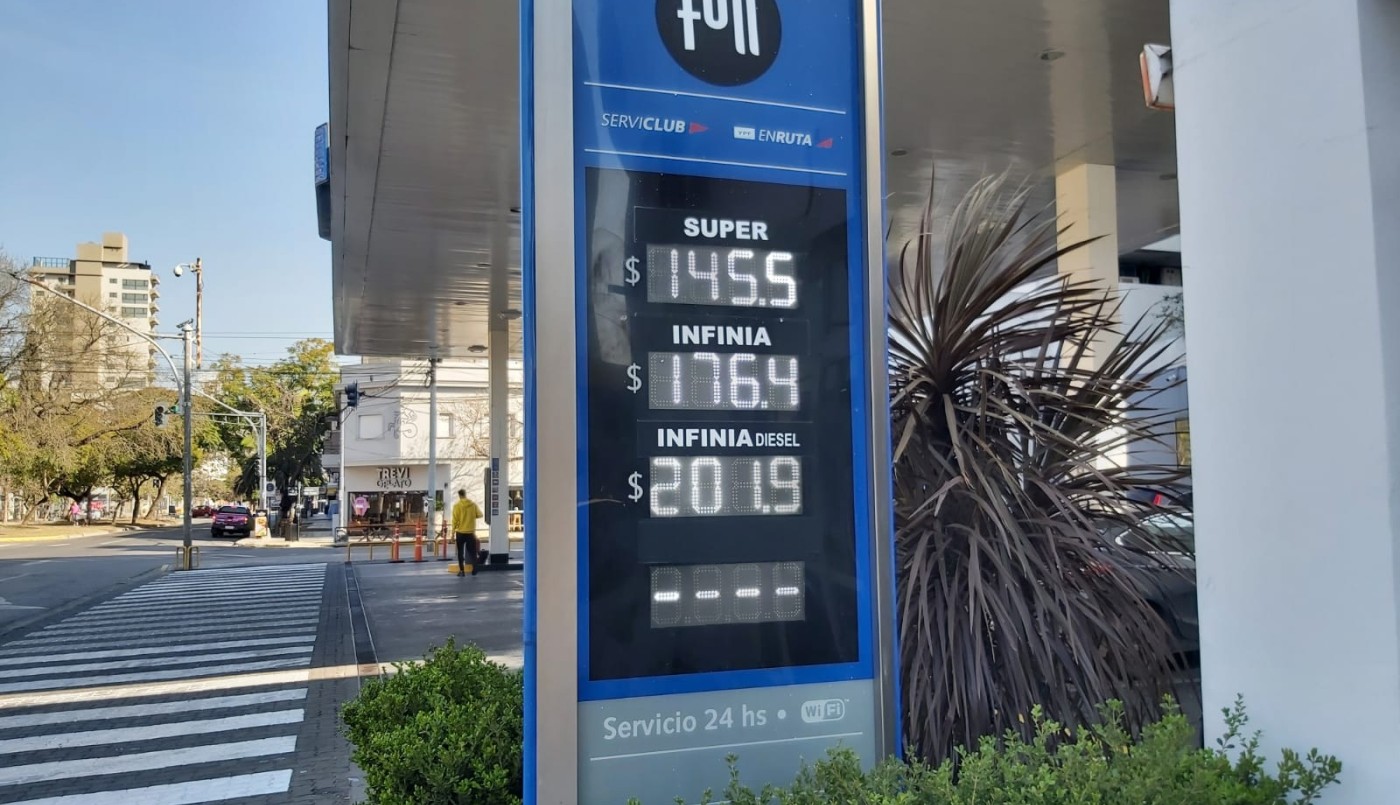 full
SERVICLUB YPF ENRUTA
SUPER
$ 145.5
INFINIA
$ 176.4
INFINIA DIESEL
$ 201.9
----
Servicio 24 hs • WiFi
TREVI
GELATO